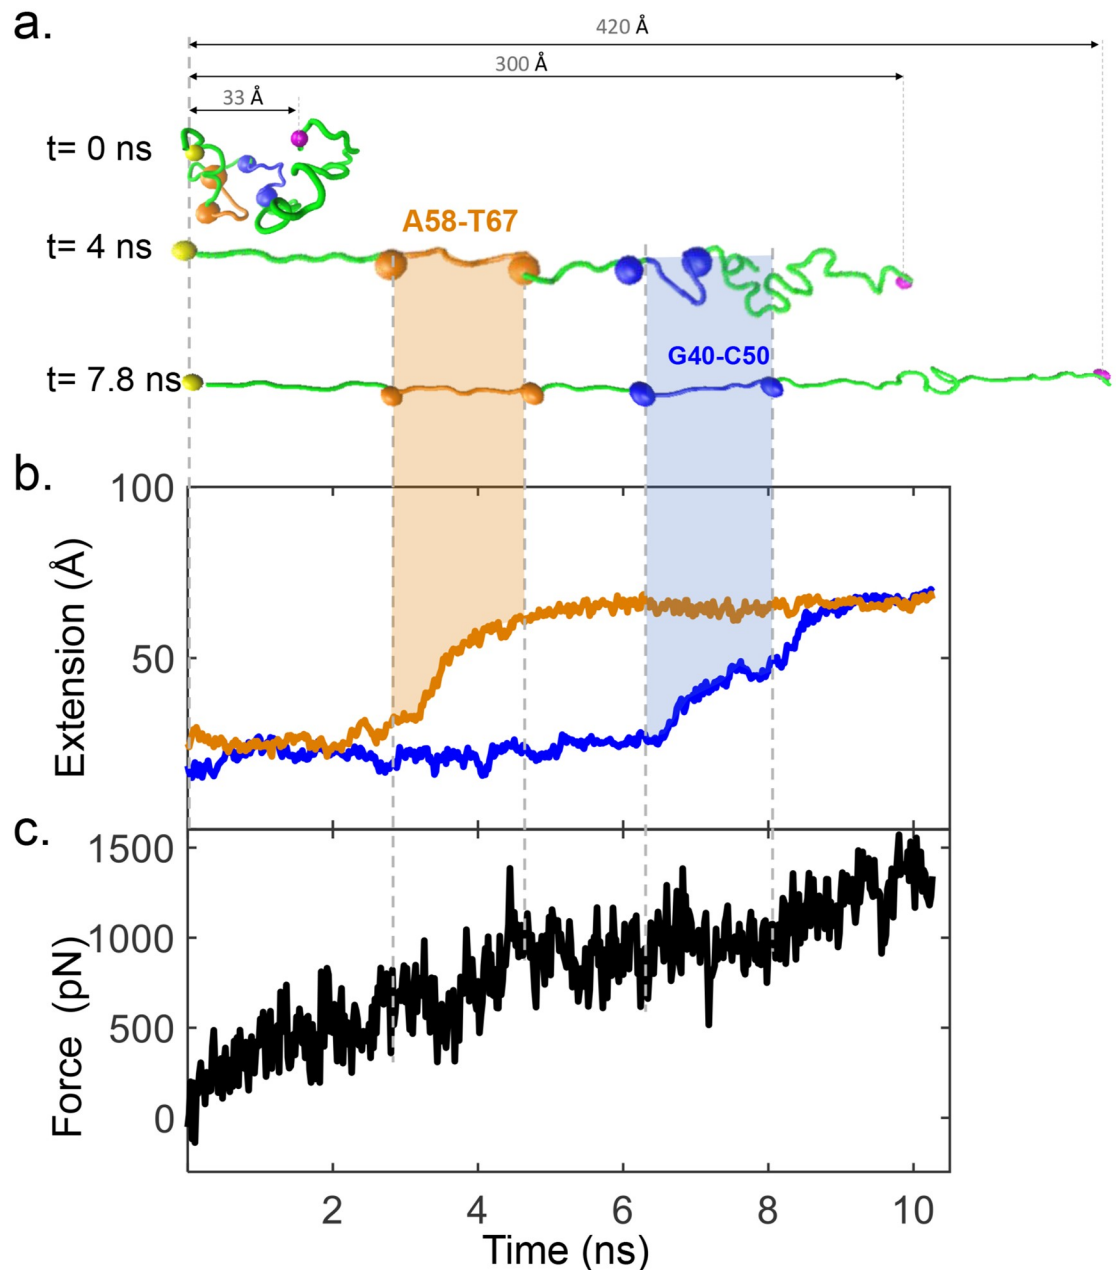 a.
420 Å
300 Å
33 Å
t= 0 ns
A58-T67
t= 4 ns
G40-C50
t= 7.8 ns
b.
100
50
Extension (Å)
c.
1500
1000
500
0
Force (pN)
2 4 6 8 10
Time (ns)